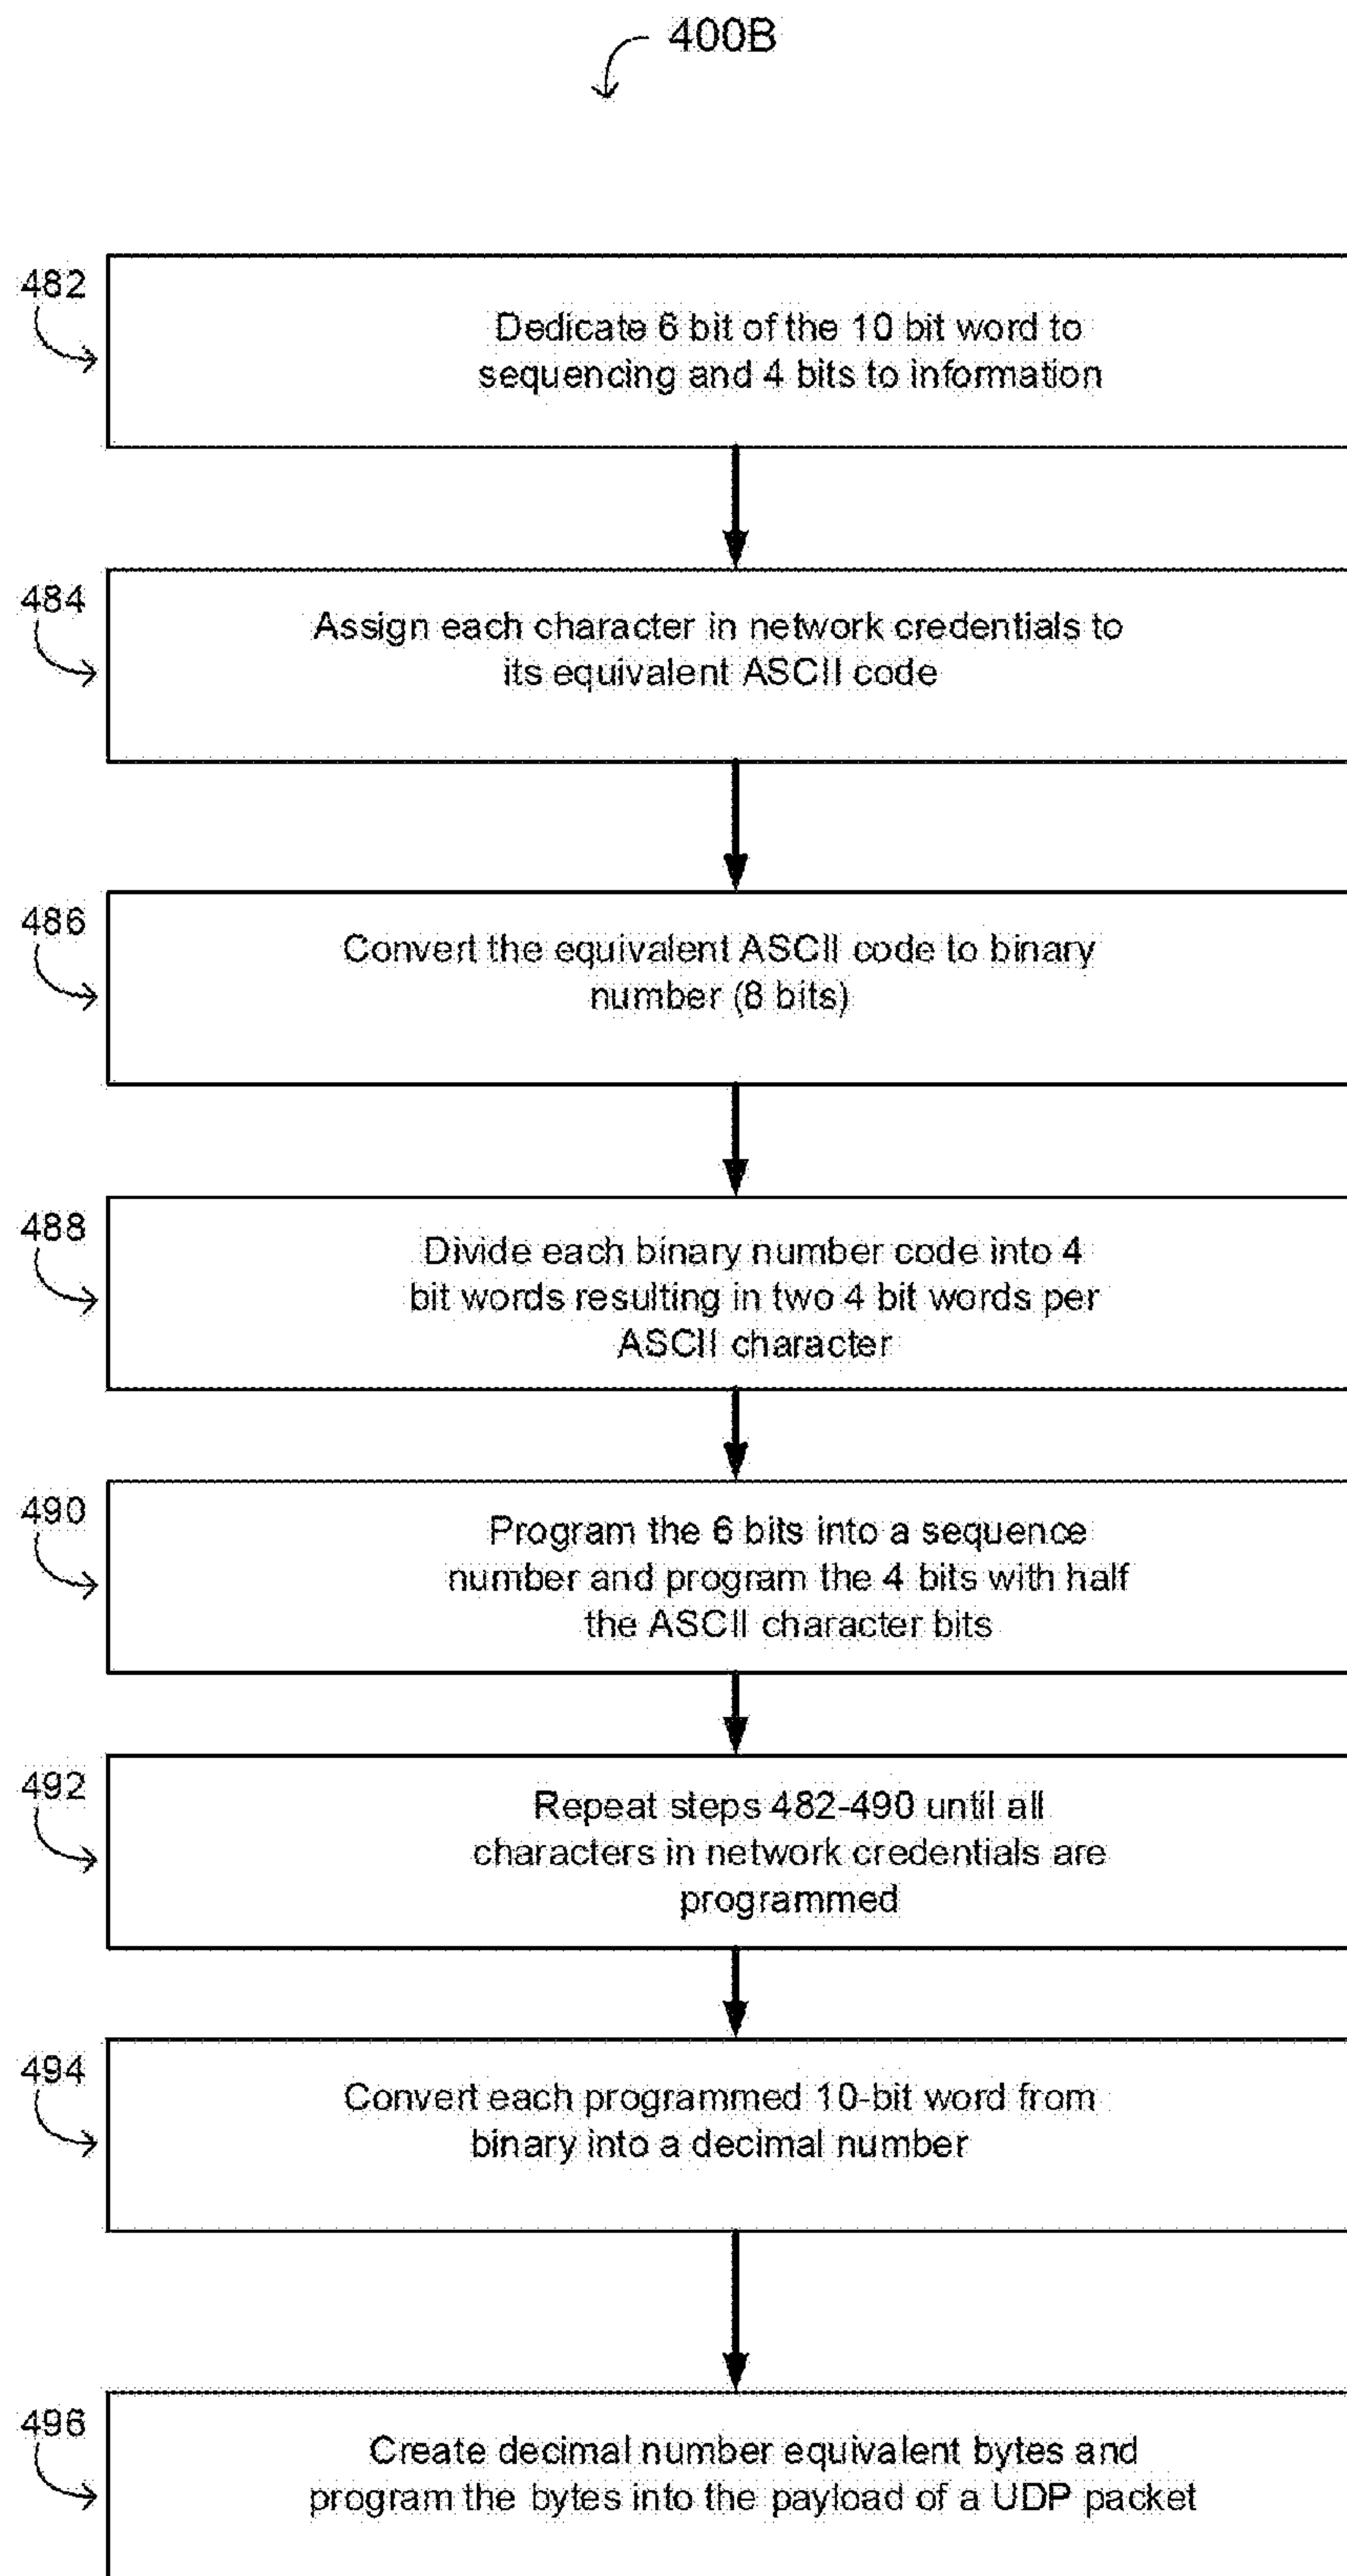 400B
482
Dedicate 6 bit of the 10 bit word to
sequencing and 4 bits to information
484
Assign each character in network credentials to
its equivalent ASCII code
486
Convert the equivalent ASCII code to binary
number (8 bits)
488
Divide each binary number code into 4
bit words resulting in two 4 bit words per
ASCII character
490
Program the 6 bits into a sequence
number and program the 4 bits with half
the ASCII character bits
492
Repeat steps 482-490 until all
characters in network credentials are
programmed
494
Convert each programmed 10-bit word from
binary into a decimal number
496
Create decimal number equivalent bytes and
program the bytes into the payload of a UDP packet